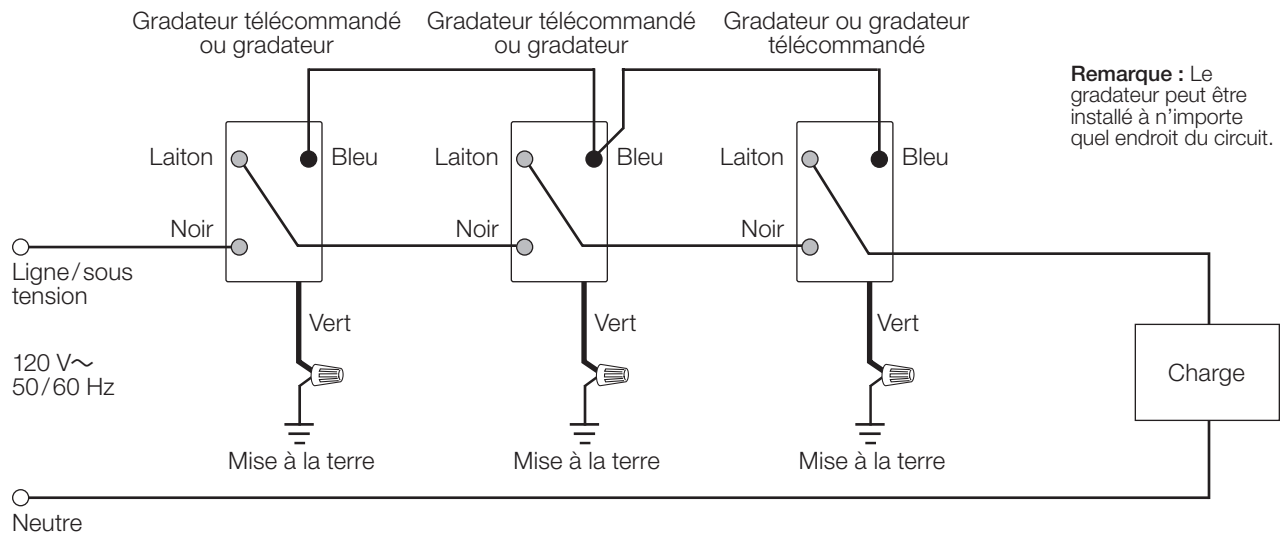 Gradateur télécommandé
ou gradateur
Gradateur télécommandé
ou gradateur
Gradateur ou gradateur
télécommandé
Remarque : Le
gradateur peut être
installé à n’importe
quel endroit du circuit.
Laiton
Bleu
Laiton
Bleu
Laiton
Bleu
Noir
Noir
Noir
Ligne/sous
tension
Vert
Vert
Vert
120 V~
50/60 Hz
Charge
Mise à la terre
Mise à la terre
Mise à la terre
Neutre